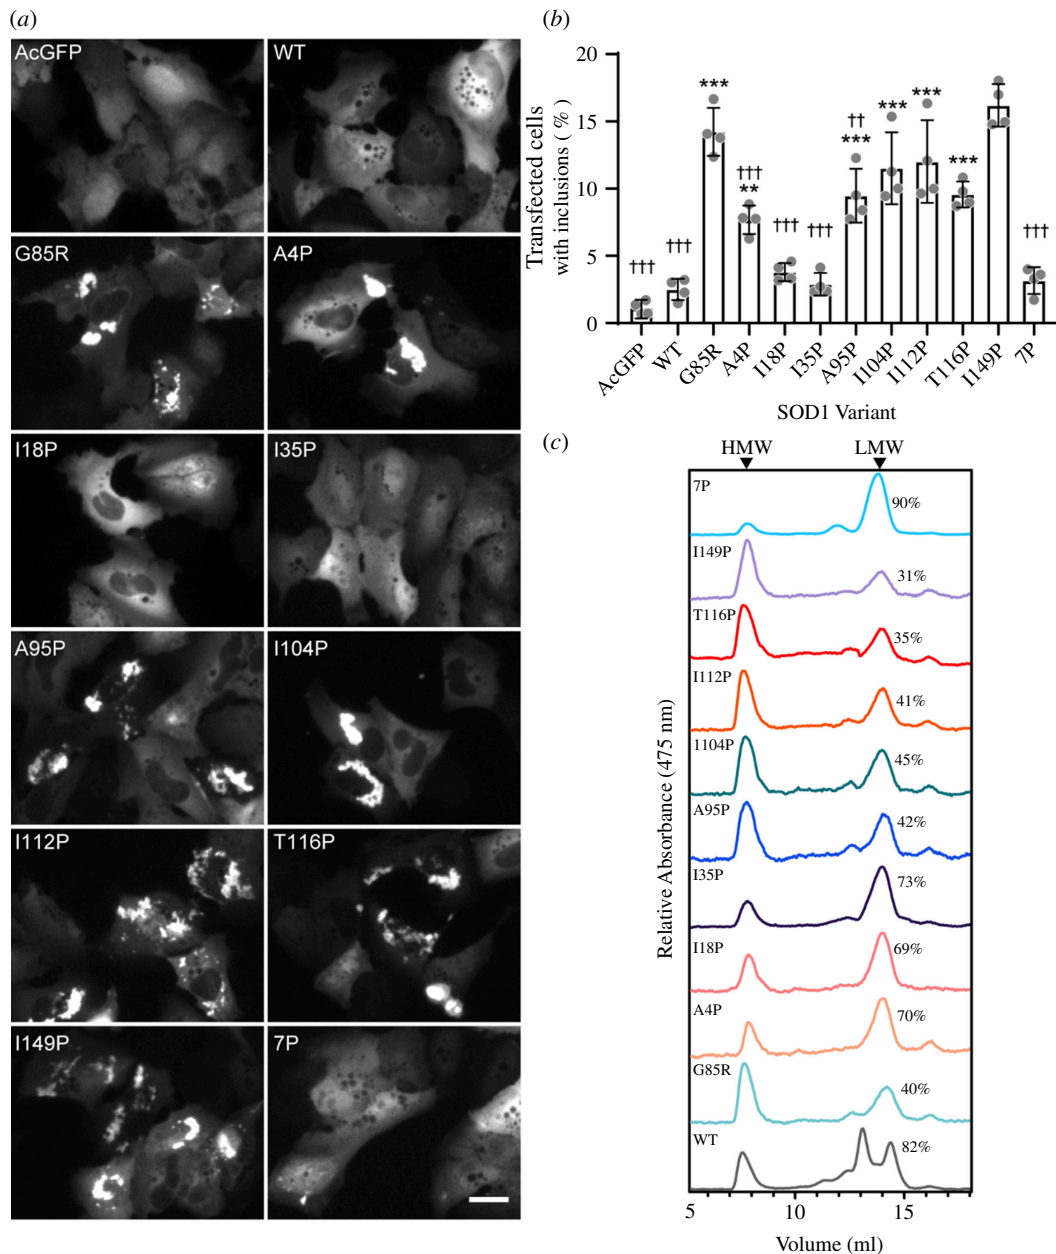 (a)
AcGFP
WT
G85R
A4P
I18P
I35P
A95P
I104P
I112P
T116P
I149P
7P
(b)
Transfected cells
with inclusions ( % )
20
15
10
5
0
†††
†††
***
†††
**
†††
†††
††
***
***
***
***
†††
AcGFP
WT
G85R
A4P
I18P
I35P
A95P
I104P
I112P
T116P
I149P
7P
SOD1 Variant
(c)
HMW
LMW
7P
90%
I149P
31%
T116P
35%
I112P
41%
I104P
45%
A95P
42%
I35P
73%
I18P
69%
A4P
70%
G85R
40%
WT
82%
Relative Absorbance (475 nm)
5
10
15
Volume (ml)